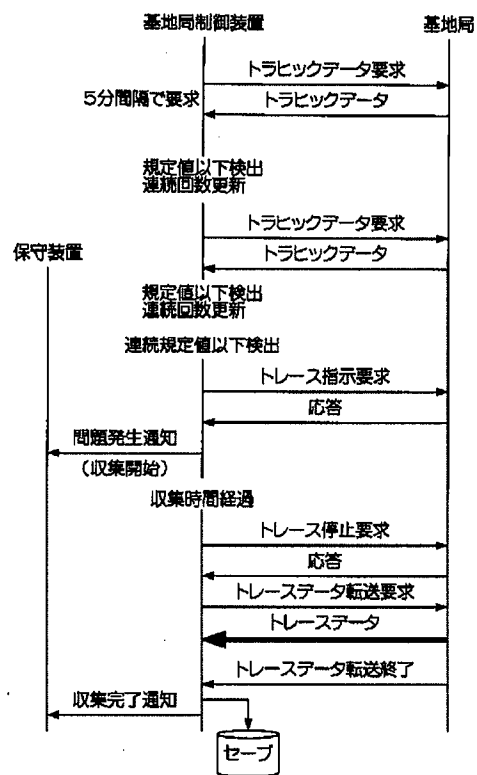 基地局制御装置
基地局
トラヒックデータ要求
5分間隔で要求
トラヒックデータ
規定値以下検出
連続回数更新
トラヒックデータ要求
保守装置
トラヒックデータ
規定値以下検出
連続回数更新
連続規定値以下検出
トレース指示要求
応答
問題発生通知
(収集開始)
収集時間経過
トレース停止要求
応答
トレースデータ転送要求
トレースデータ
トレースデータ転送終了
収集完了通知
セーブ